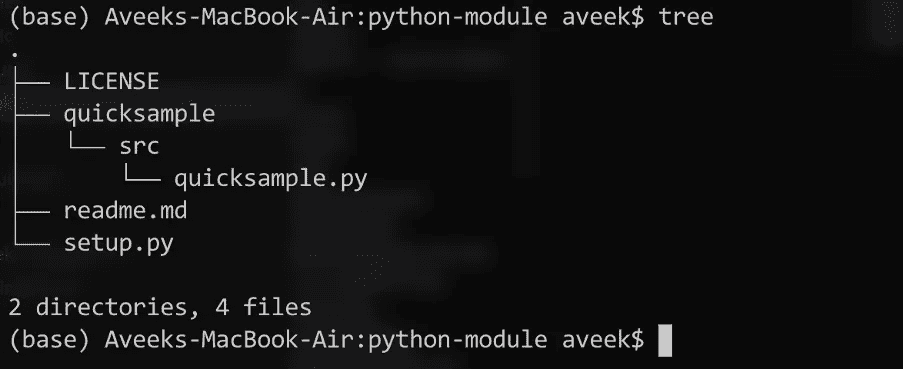 (base) Aveeks-MacBook-Air:python-module aveek$ tree
.
├── LICENSE
├── quicksample
│   └── src
│       └── quicksample.py
├── readme.md
└── setup.py
2 directories, 4 files
(base) Aveeks-MacBook-Air:python-module aveek$